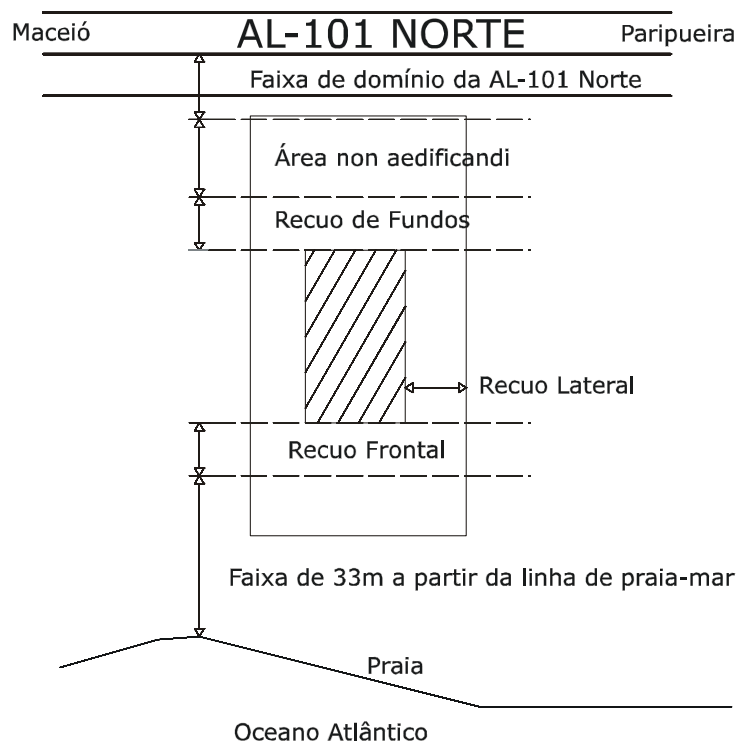 Maceió
AL-101 NORTE
Paripueira
Faixa de domínio da AL-101 Norte
Área non aedificandi
Recuo de Fundos
Recuo Lateral
Recuo Frontal
Faixa de 33m a partir da linha de praia-mar
Praia
Oceano Atlântico